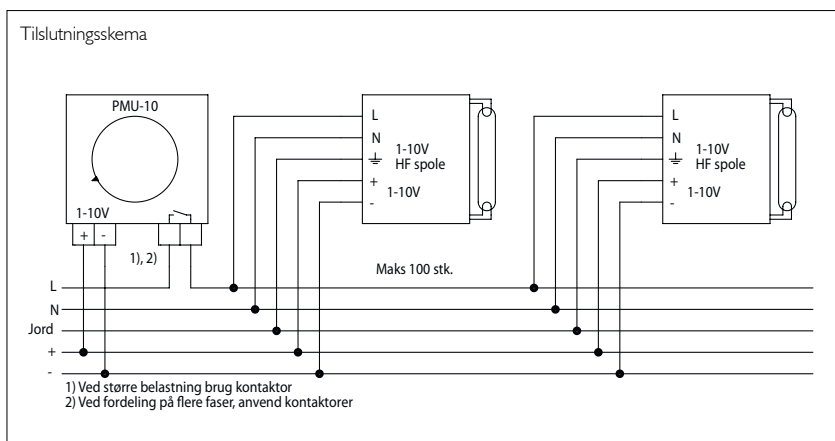 Tilslutningsskema
PMU-10
1-10V
+ -
1), 2)
L
N
1-10V
HF spole
+
1-10V
-
L
N
1-10V
HF spole
+
1-10V
-
Maks 100 stk.
L
N
Jord
+
-
1) Ved større belastning brug kontaktor
2) Ved fordeling på flere faser, anvend kontaktorer